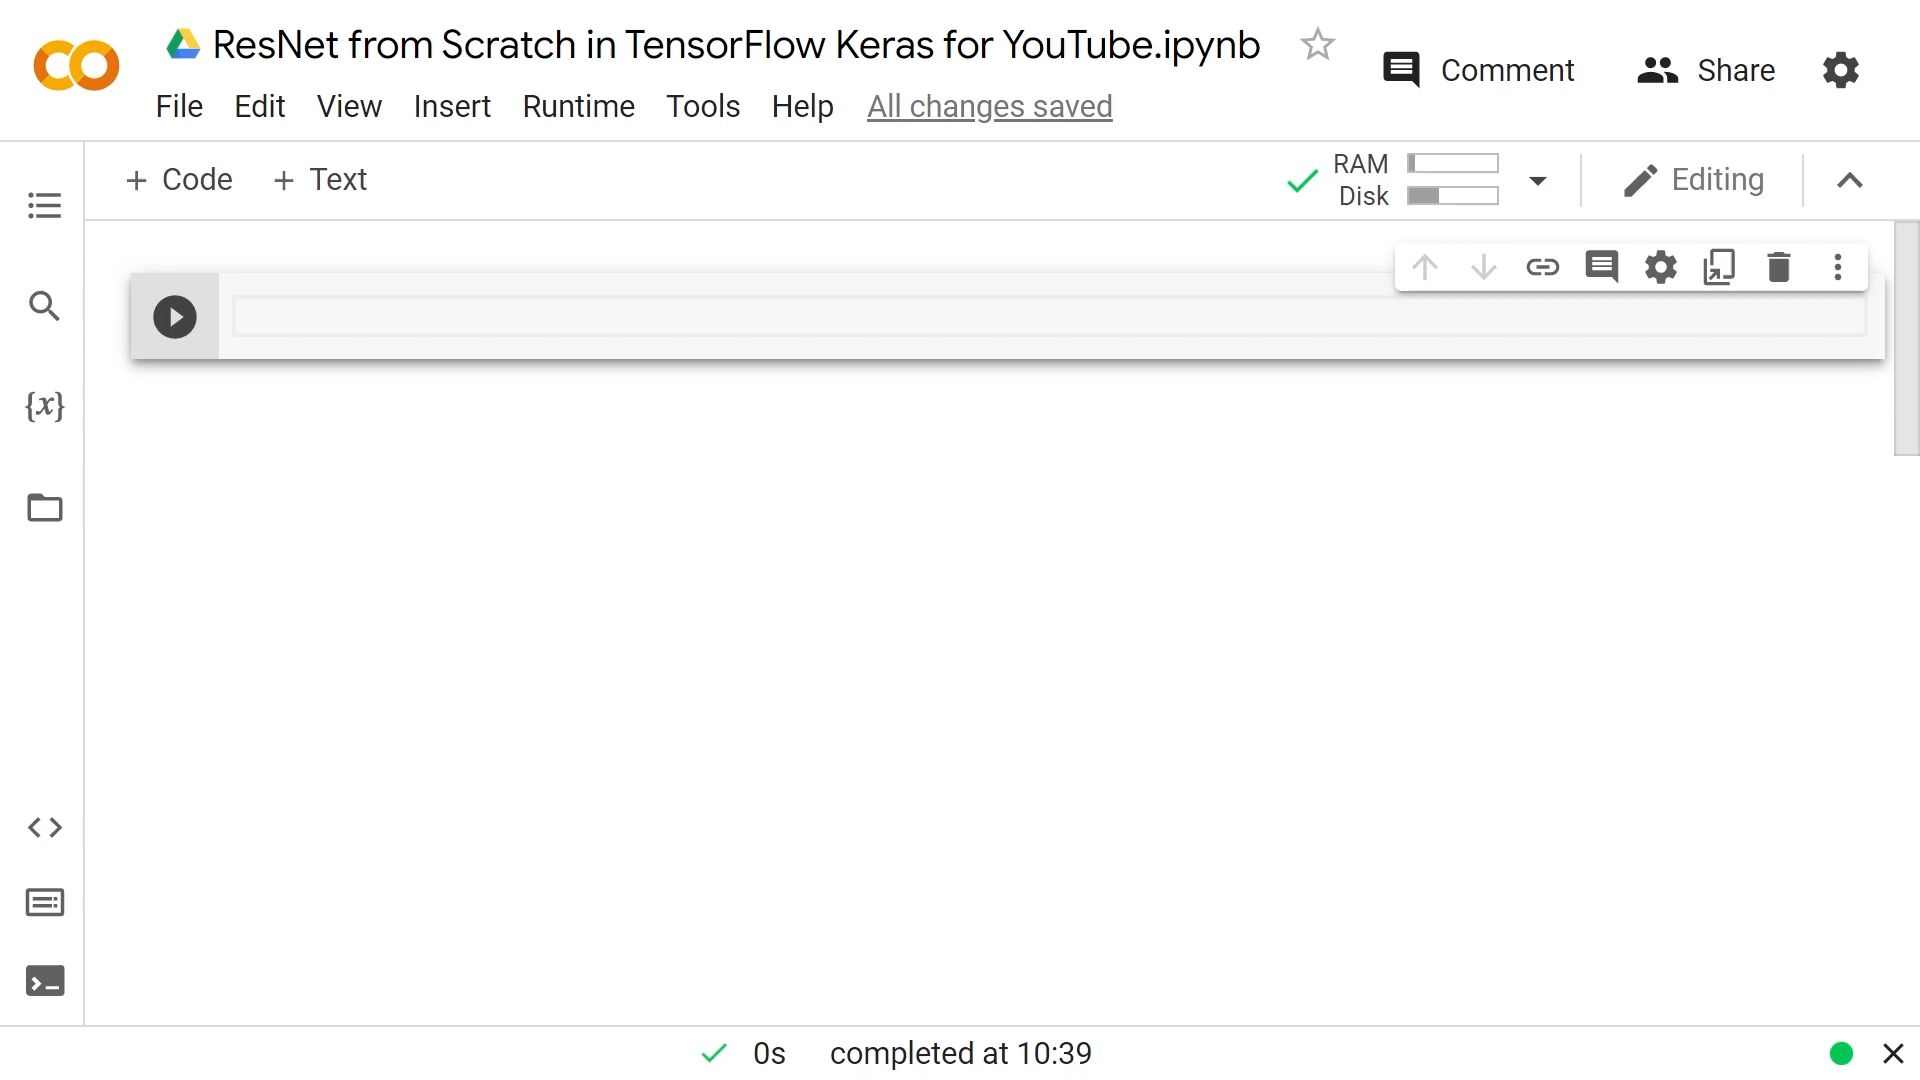 ResNet from Scratch in TensorFlow Keras for YouTube.ipynb
Comment
Share
File Edit View Insert Runtime Tools Help All changes saved
+ Code + Text
RAM
Disk
Editing
{x}
0s completed at 10:39